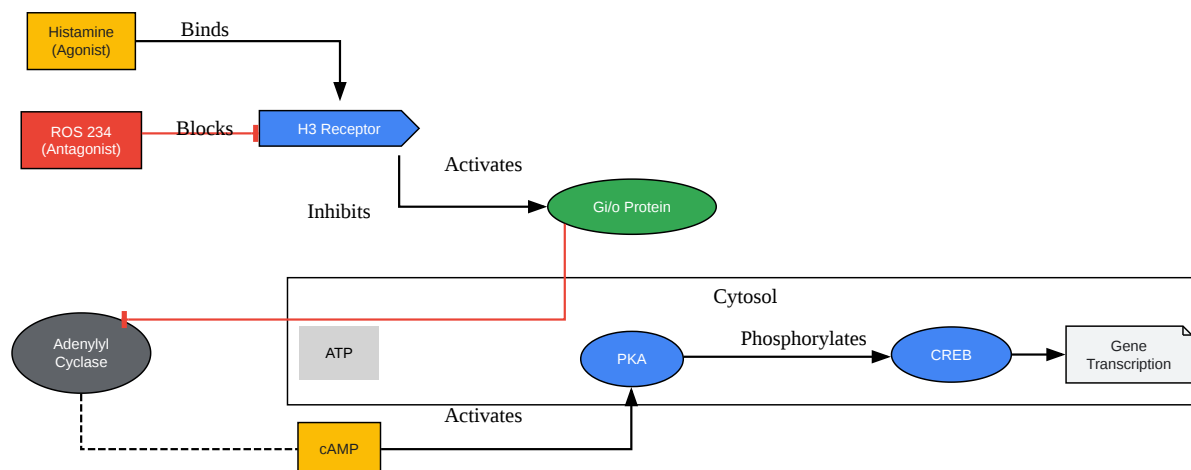 Histamine
(Agonist)
Binds
ROS 234
(Antagonist)
Blocks
H3 Receptor
Activates
Inhibits
Gi/o Protein
Cytosol
Adenylyl
Cyclase
ATP
PKA
Phosphorylates
CREB
Gene
Transcription
Activates
cAMP